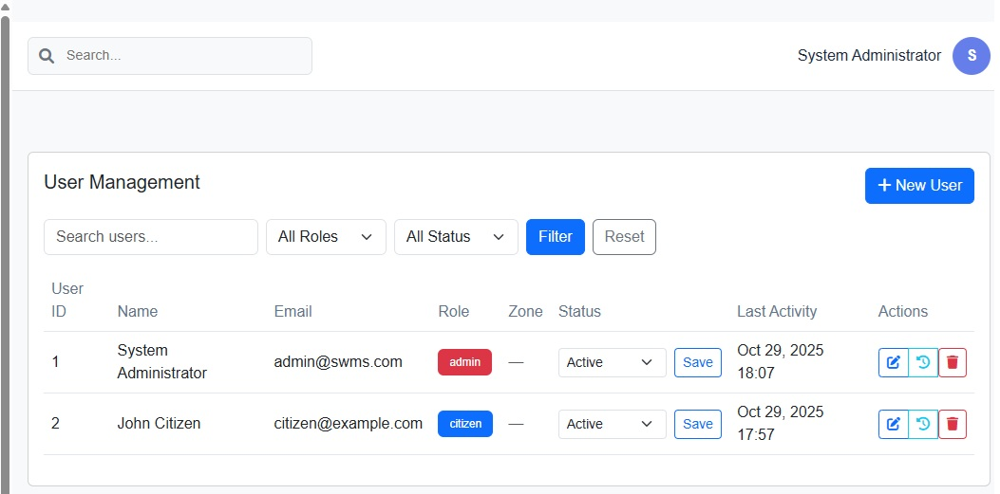 Search...
System Administrator S
User Management
+ New User
Search users... All Roles All Status Filter Reset
User
ID Name Email Role Zone Status Last Activity Actions
1 System
Administrator admin@swms.com admin — Active Save Oct 29, 2025
18:07
2 John Citizen citizen@example.com citizen — Active Save Oct 29, 2025
17:57